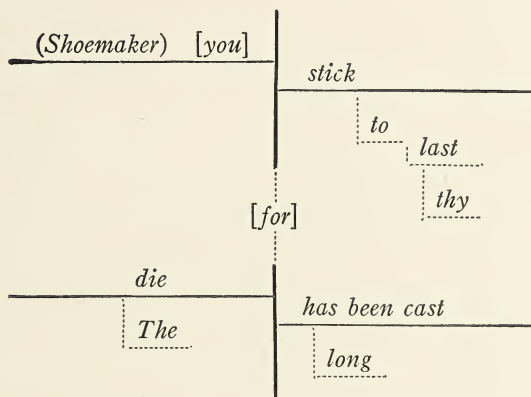 (Shoemaker) [you]
stick
to
last
thy
[for]
die
The
has been cast
long